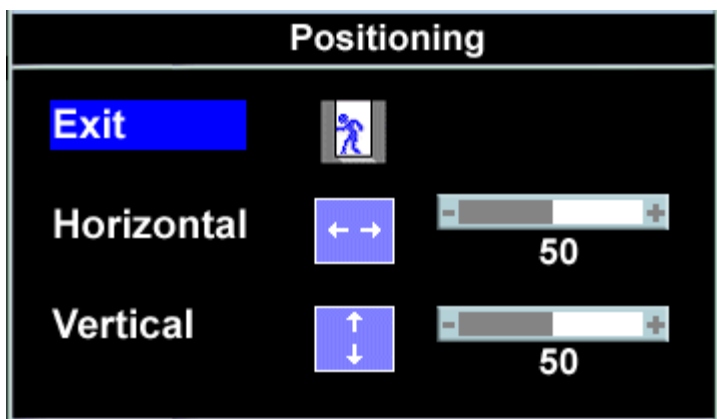 Positioning
Exit
Horizontal
- +
50
Vertical
- +
50